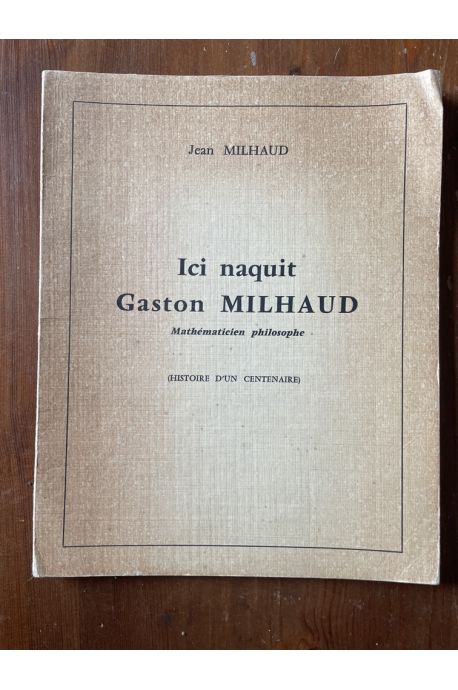 Jean MILHAUD
Ici naquit
Gaston MILHAUD
Mathématicien philosophe
(HISTOIRE D'UN CENTENAIRE)